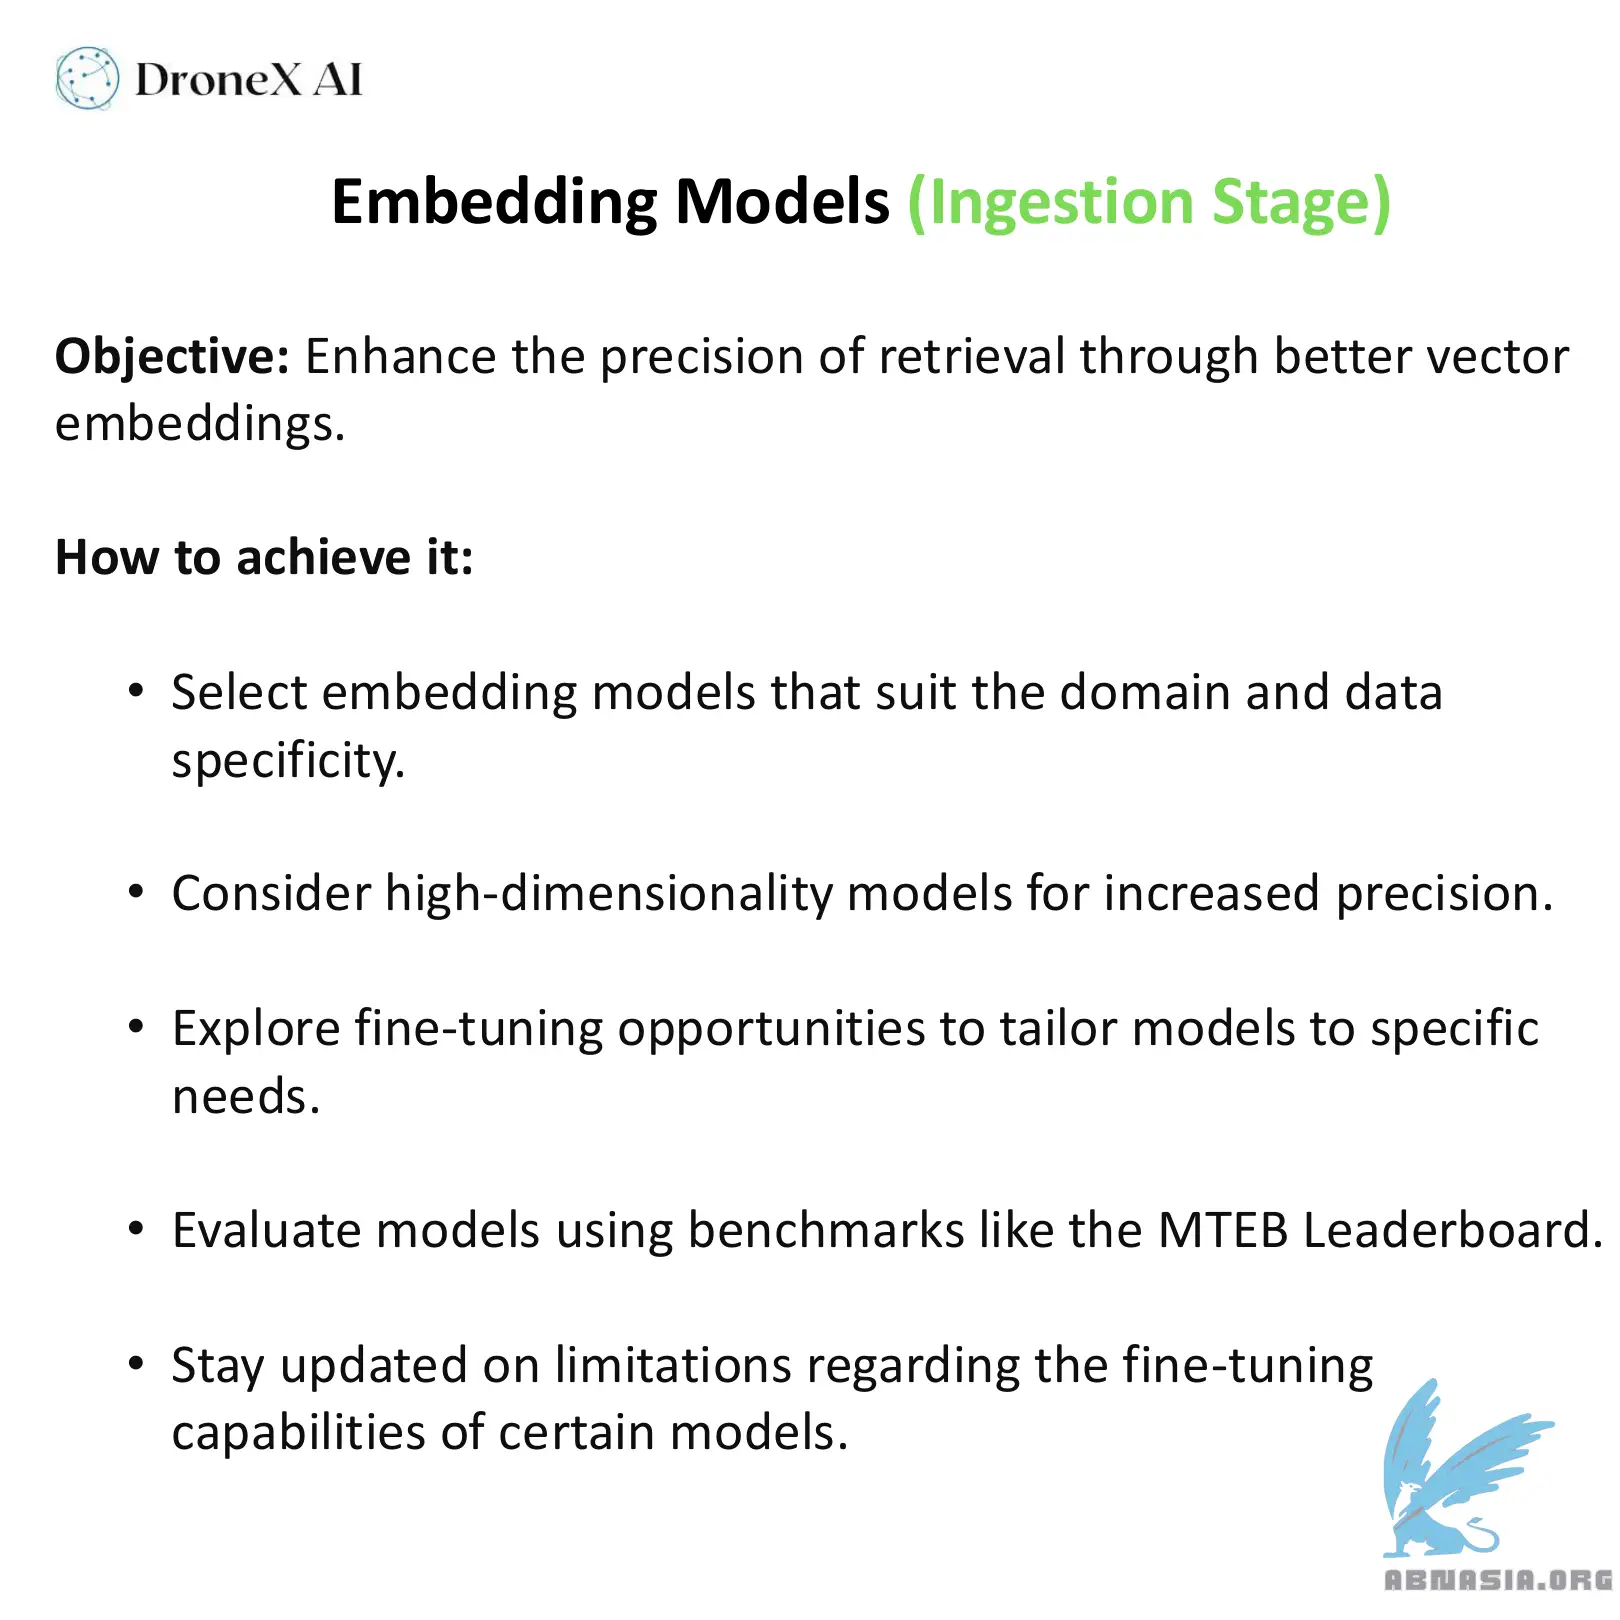 DroneX AI
Embedding Models (Ingestion Stage)
Objective: Enhance the precision of retrieval through better vector
embeddings.
How to achieve it:
• Select embedding models that suit the domain and data
specificity.
• Consider high-dimensionality models for increased precision.
• Explore fine-tuning opportunities to tailor models to specific
needs.
• Evaluate models using benchmarks like the MTEB Leaderboard.
• Stay updated on limitations regarding the fine-tuning
capabilities of certain models.
ABNASIA.ORG